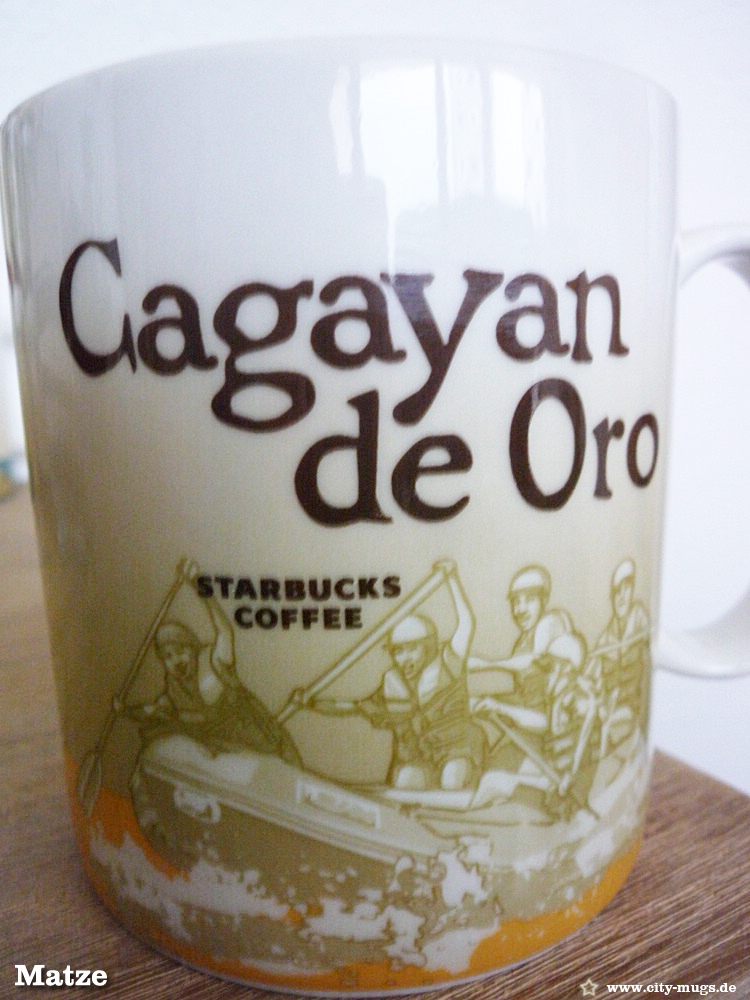 Cagayan
de Oro
STARBUCKS
COFFEE
Matze
www.city-mugs.de